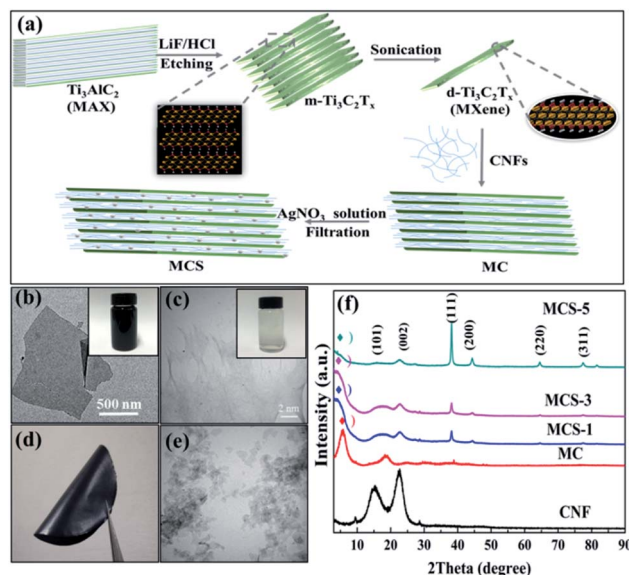 (a)
LiF/HCl
Etching
Ti₃AlC₂
(MAX)
m-Ti₃C₂Tₓ
Sonication
d-Ti₃C₂Tₓ
(MXene)
CNFs
AgNO₃ solution
Filtration
MCS
MC
(b)
500 nm
(c)
2 nm
(d)
(e)
(f)
Intensity (a.u.)
(101)
(002)
(111)
(200)
(220)
(311)
MCS-5
MCS-3
MCS-1
MC
CNF
10 20 30 40 50 60 70 80 90
2Theta (degree)